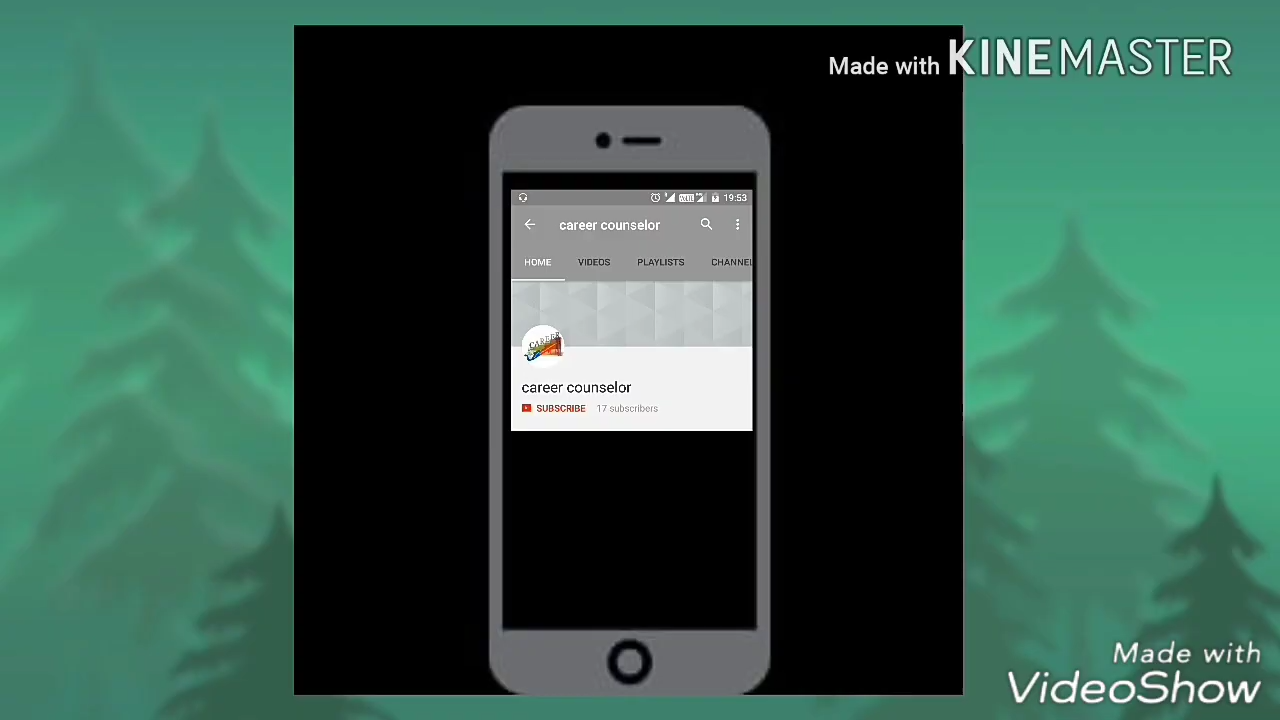 Made with KINEMASTER
19:53
career counselor
HOME VIDEOS PLAYLISTS CHANNEL
CAREER
career counselor
SUBSCRIBE 17 subscribers
Made with
VideoShow